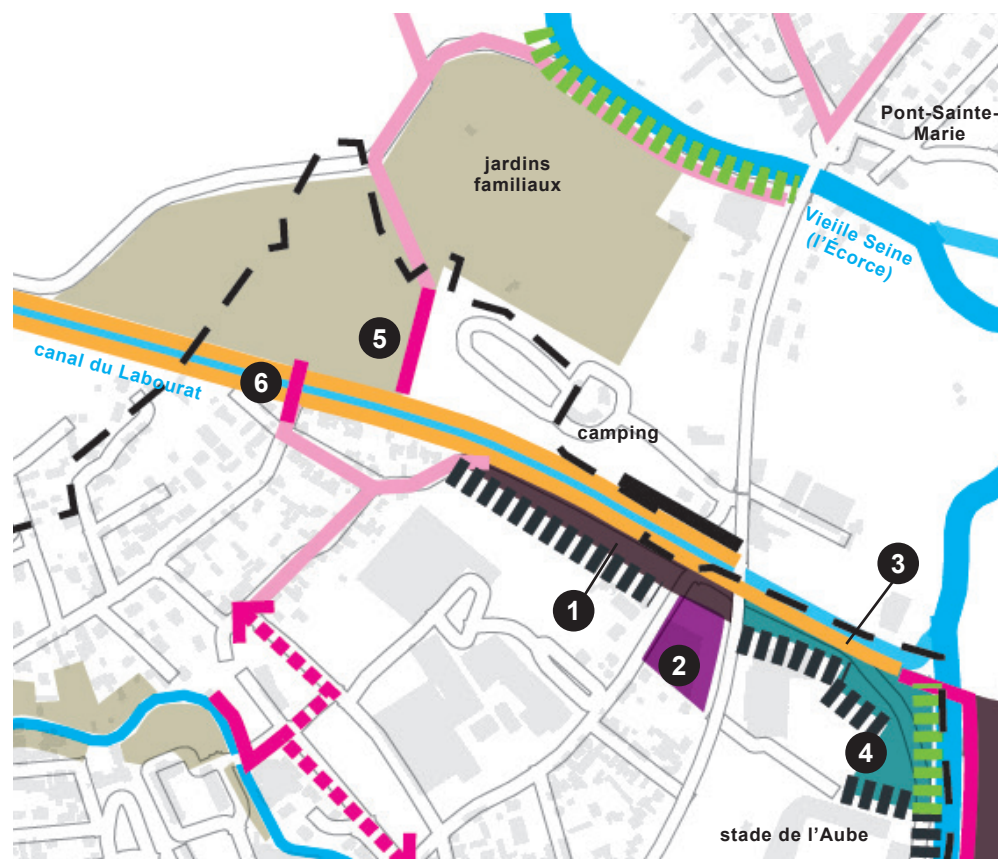 Pont-Sainte-
Marie
jardins
familiaux
Vieiile Seine
(l'Écorce)
5
canal du Labourat
6
camping
3
1
2
4
stade de l'Aube